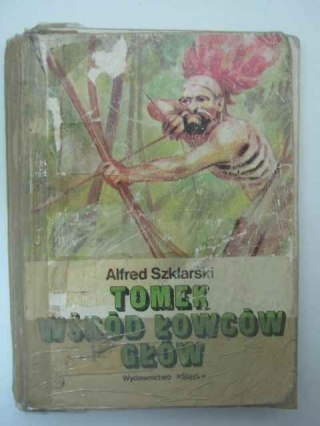 Alfred Szklarski
TOMEK
WŚRÓD ŁOWCÓW
GŁÓW
Wydawnictwo »Śląsk«